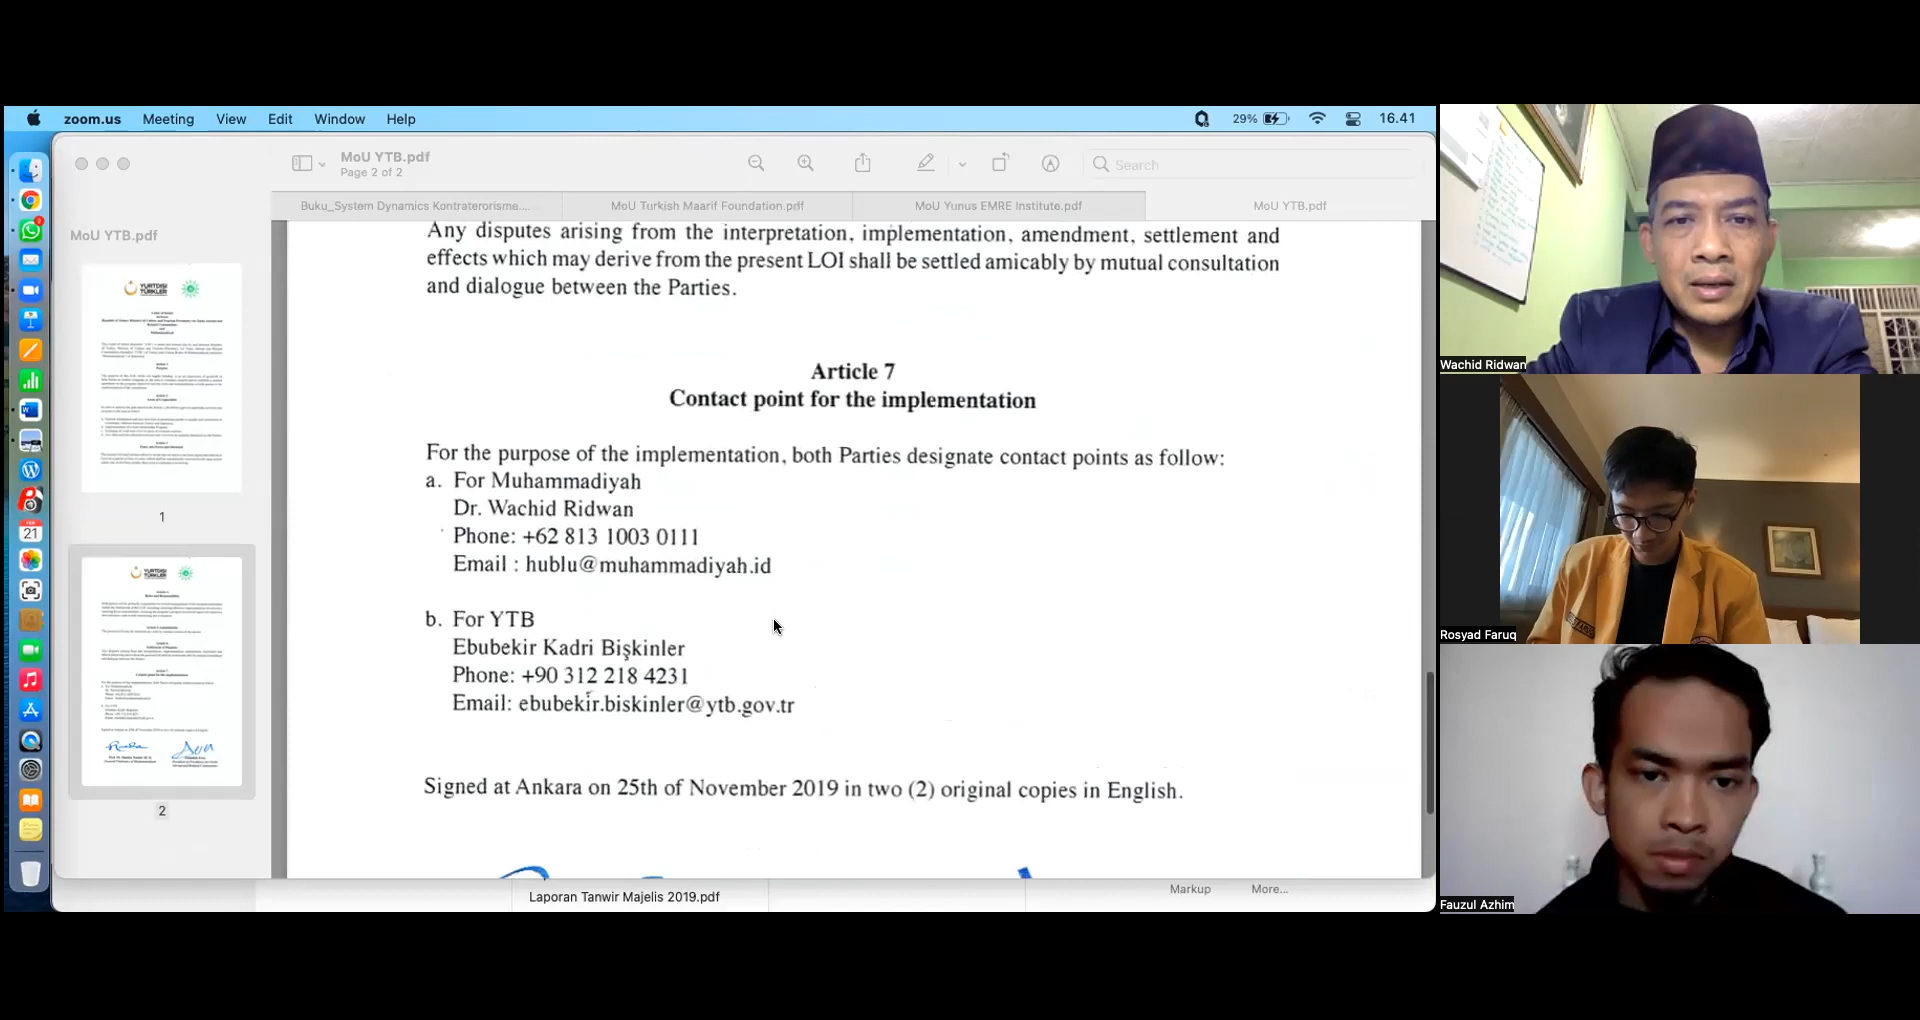 zoom.us Meeting View Edit Window Help 29% 16.41
MoU YTB.pdf
Page 2 of 2
Search
Buku_System Dynamics Kontraterorisme....
MoU Turkish Maarif Foundation.pdf
MoU Yunus EMRE Institute.pdf
MoU YTB.pdf
MoU YTB.pdf
YURTDIŞI
TÜRKLER
1
YURTDIŞI
TÜRKLER
2
21
Any disputes arising from the interpretation, implementation, amendment, settlement and
effects which may derive from the present LOI shall be settled amicably by mutual consultation
and dialogue between the Parties.
Article 7
Contact point for the implementation
For the purpose of the implementation, both Parties designate contact points as follow:
a. For Muhammadiyah
Dr. Wachid Ridwan
Phone: +62 813 1003 0111
Email : hublu@muhammadiyah.id
b. For YTB
Ebubekir Kadri Bişkinler
Phone: +90 312 218 4231
Email: ebubekir.biskinler@ytb.gov.tr
Signed at Ankara on 25th of November 2019 in two (2) original copies in English.
Laporan Tanwir Majelis 2019.pdf
Markup More...
Wachid Ridwan
Rosyad Faruq
Fauzul Azhim